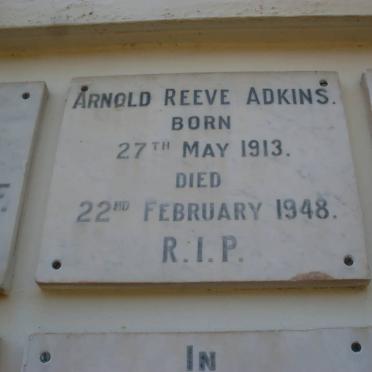 ARNOLD REEVE ADKINS.
BORN
27TH MAY 1913.
DIED
22ND FEBRUARY 1948.
R.I.P.
IN